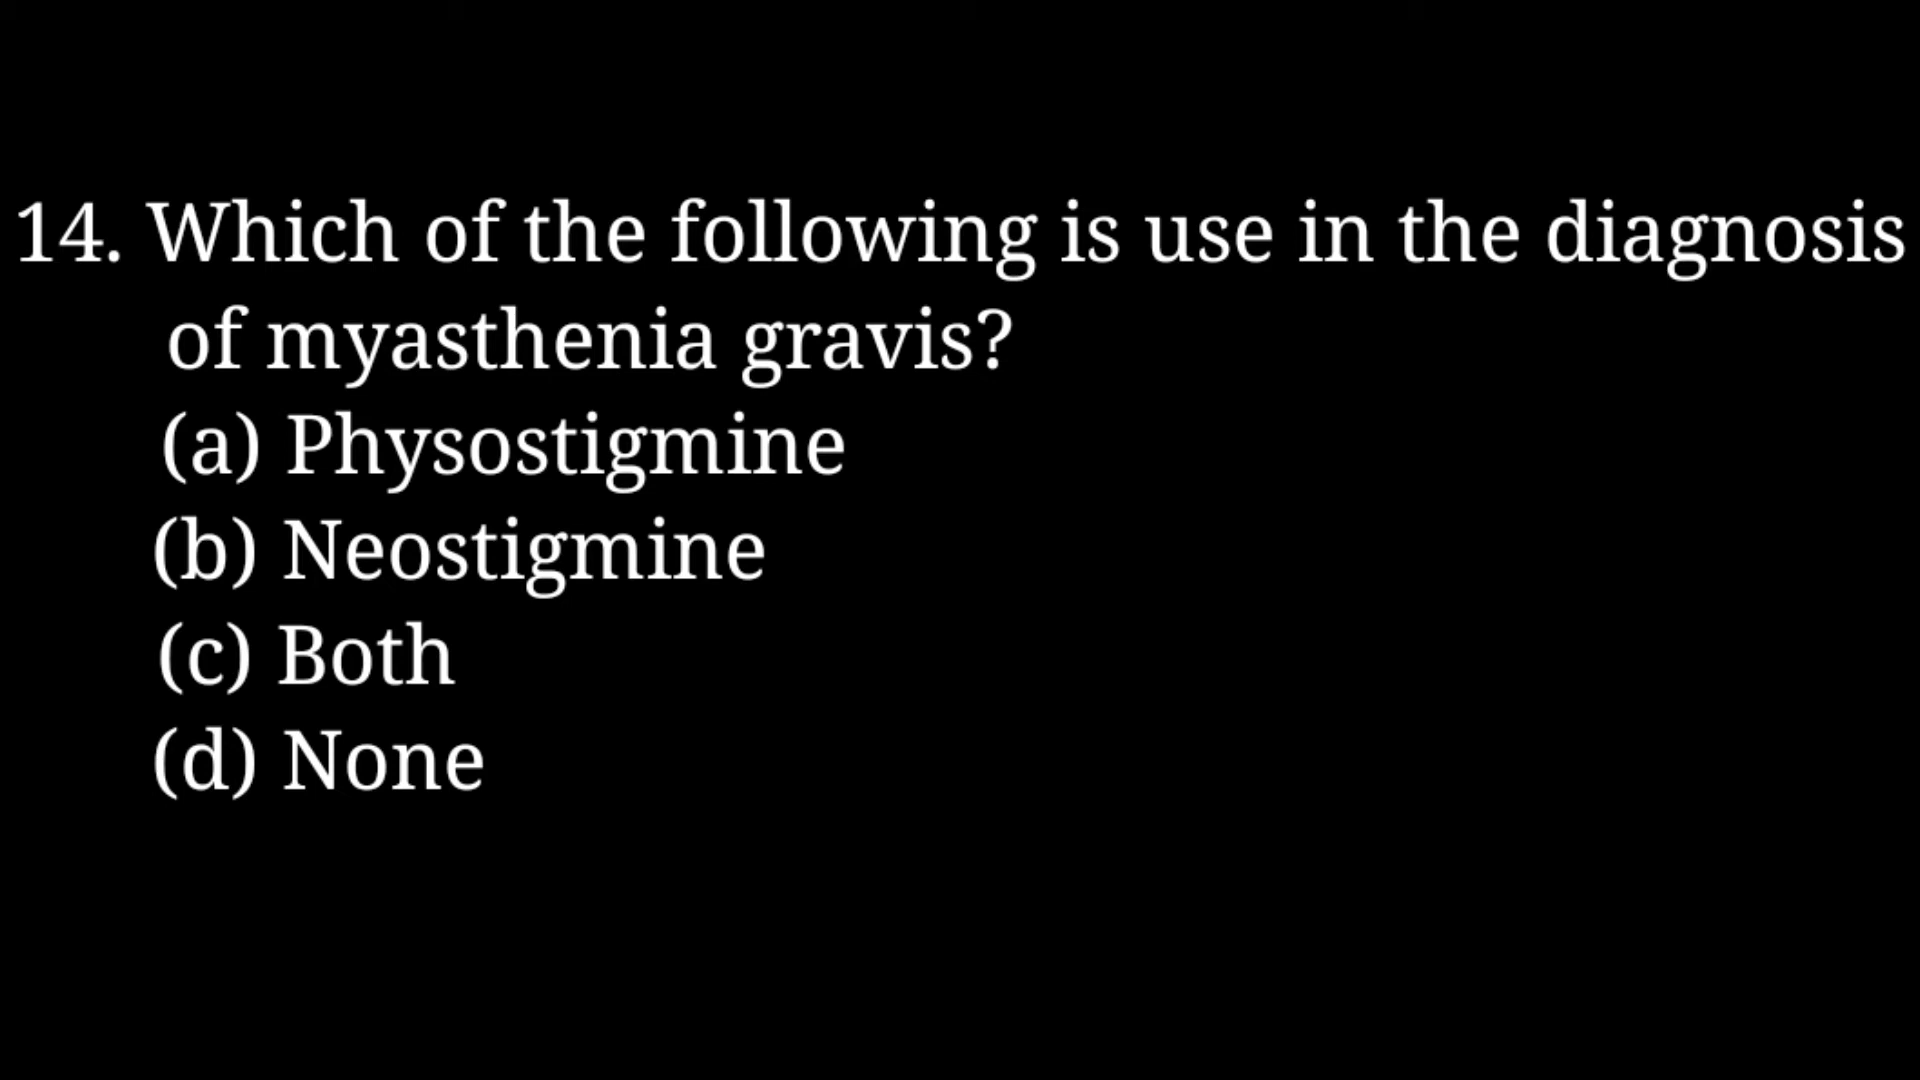 14. Which of the following is use in the diagnosis
of myasthenia gravis?
(a) Physostigmine
(b) Neostigmine
(c) Both
(d) None